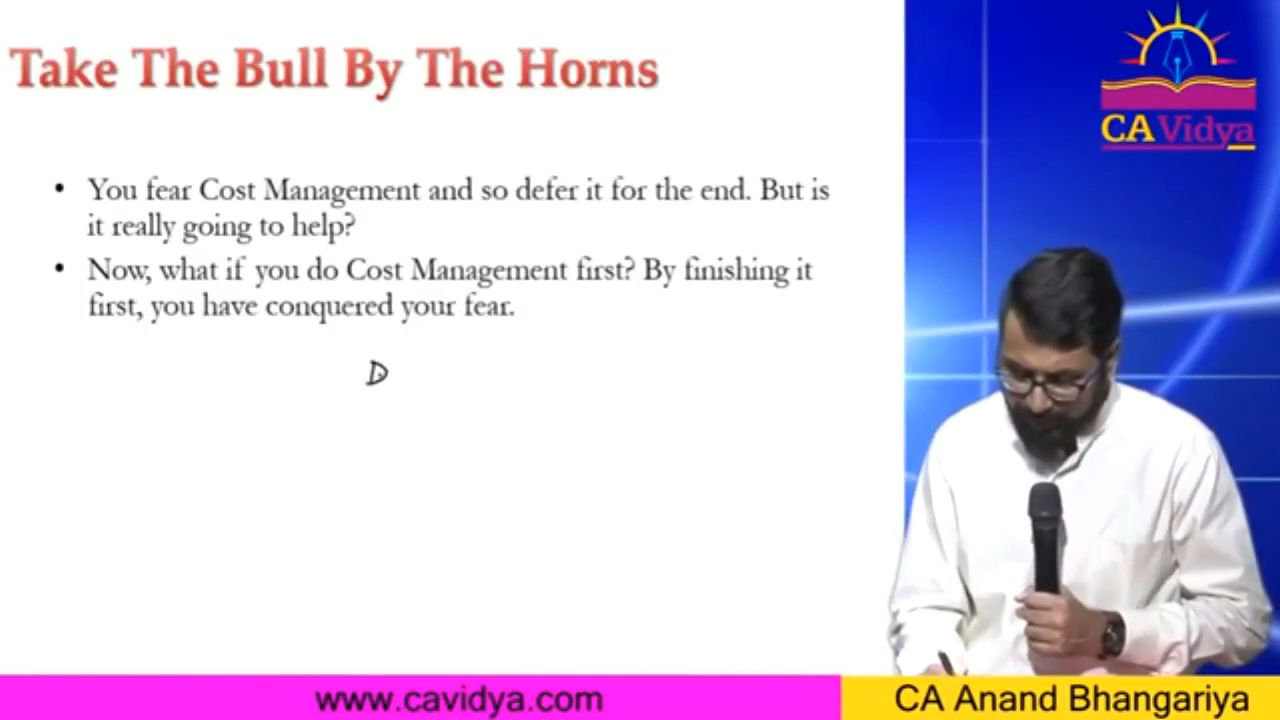 Take The Bull By The Horns
CA Vidya
• You fear Cost Management and so defer it for the end. But is
it really going to help?
• Now, what if you do Cost Management first? By finishing it
first, you have conquered your fear.
D
www.cavidya.com
CA Anand Bhangariya